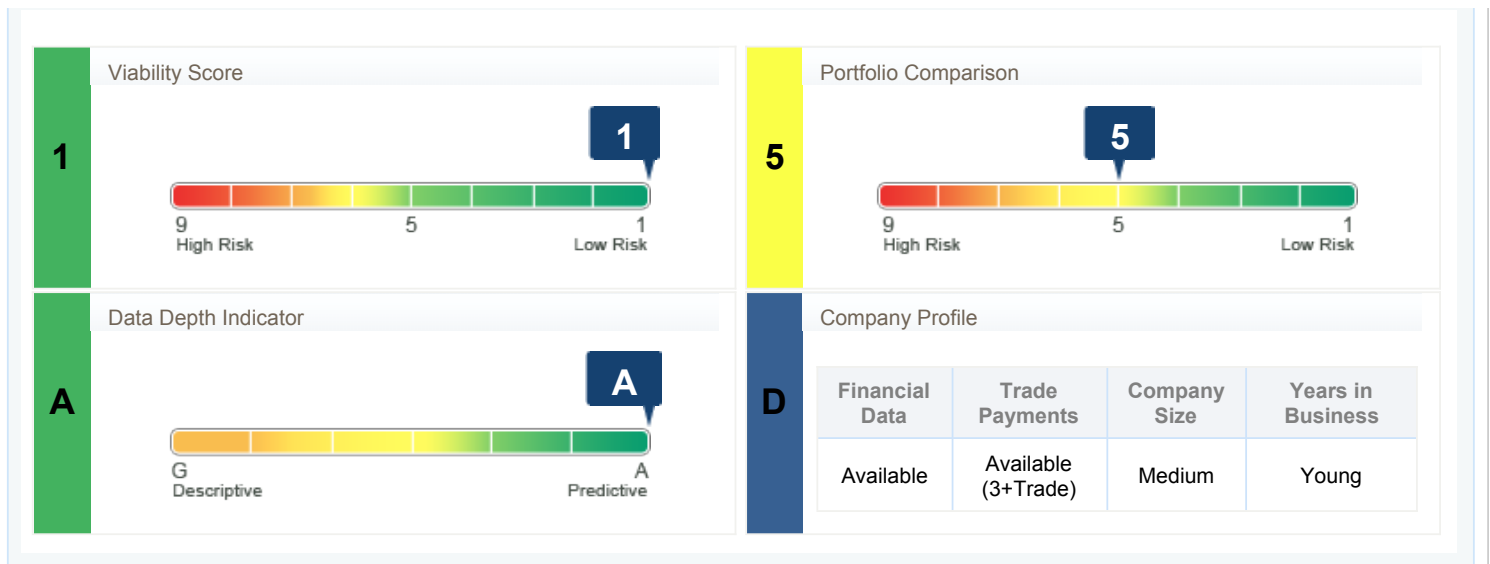 Viability Score
1
1
9
5
1
High Risk
Low Risk
Portfolio Comparison
5
5
9
5
1
High Risk
Low Risk
Data Depth Indicator
A
A
G
A
Descriptive
Predictive
Company Profile
D
Financial Data
Trade Payments
Company Size
Years in Business
Available
Available (3+Trade)
Medium
Young